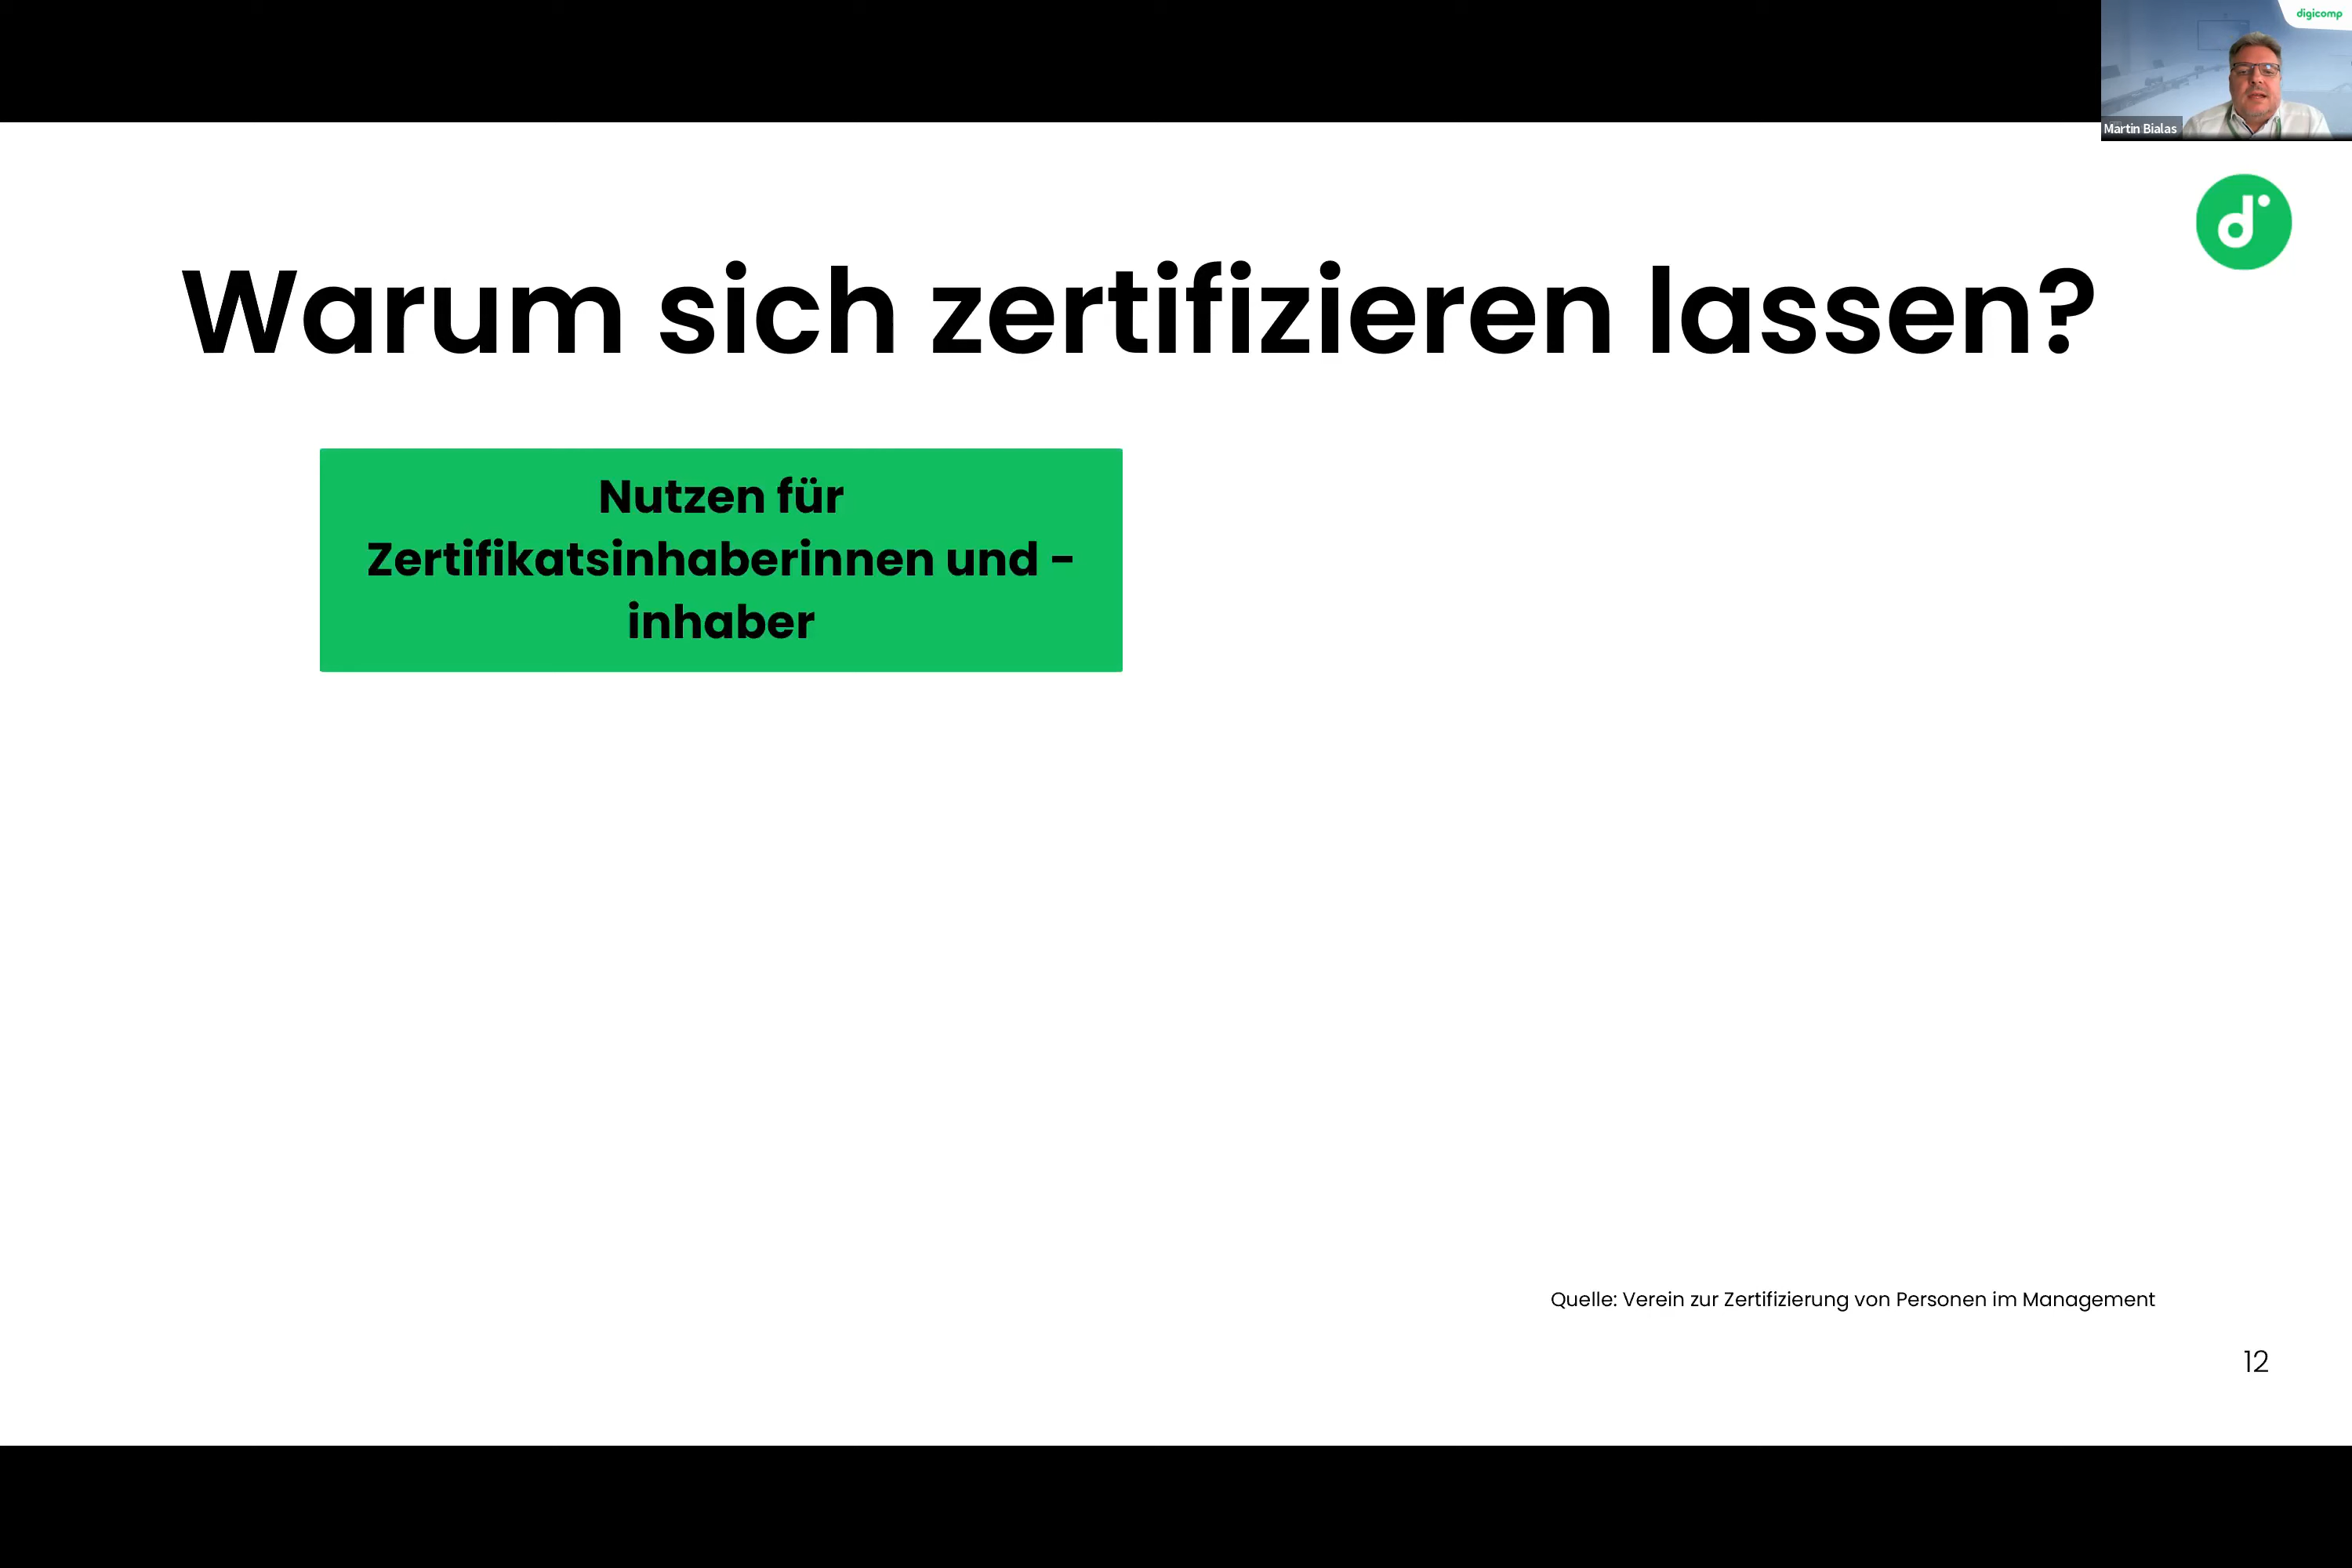 digicomp
Martin Bialas
d
Warum sich zertifizieren lassen?
Nutzen für
Zertifikatsinhaberinnen und -
inhaber
Quelle: Verein zur Zertifizierung von Personen im Management
12